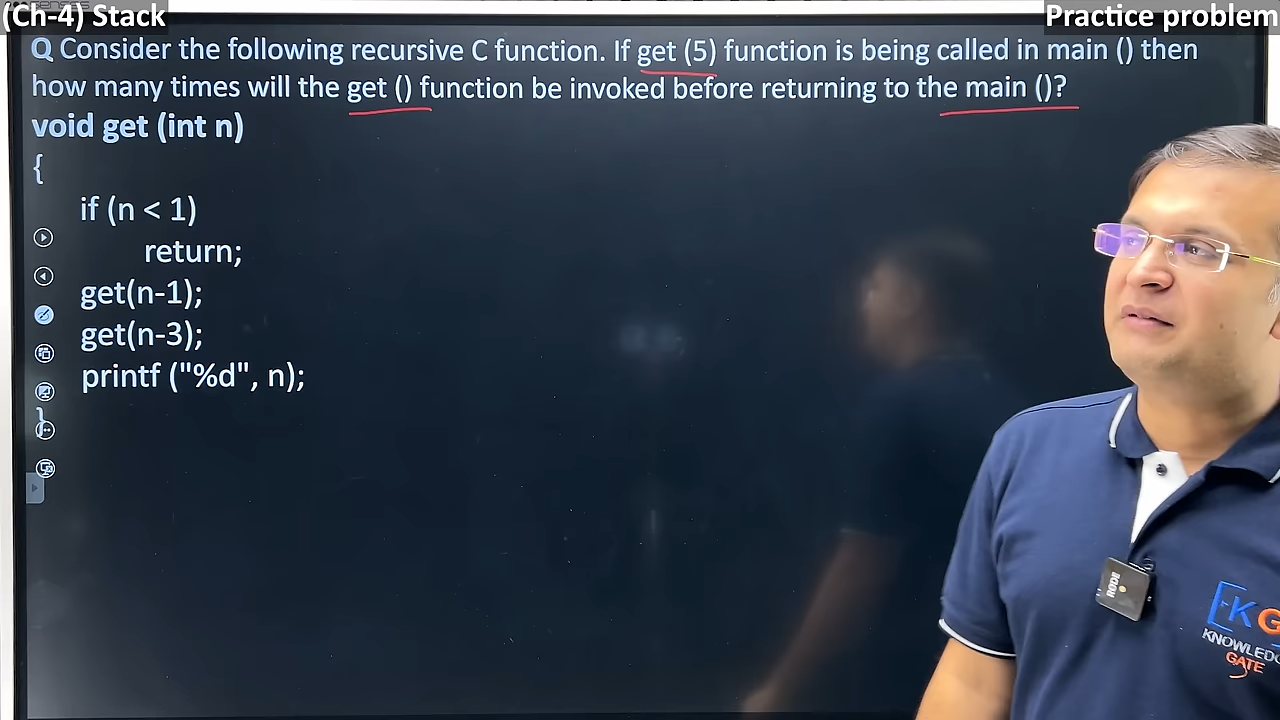 (Ch-4) Stack
Practice problem
Q Consider the following recursive C function. If get (5) function is being called in main () then
how many times will the get () function be invoked before returning to the main ()?
void get (int n)
{
if (n < 1)
return;
get(n-1);
get(n-3);
printf ("%d", n);
}
RODE
KG
KNOWLEDG
GATE